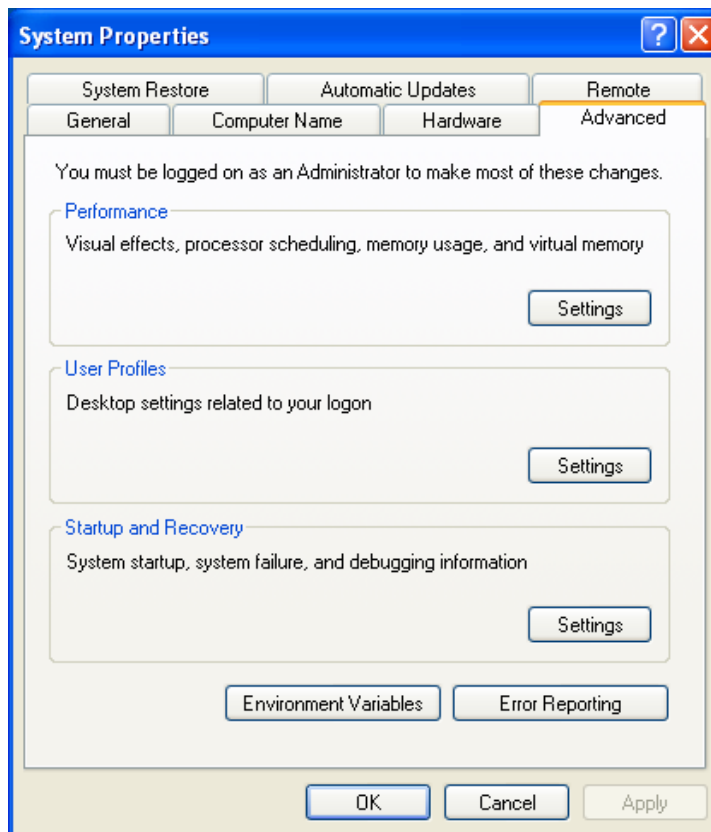 System Properties
System Restore
Automatic Updates
Remote
General
Computer Name
Hardware
Advanced
You must be logged on as an Administrator to make most of these changes.
Performance
Visual effects, processor scheduling, memory usage, and virtual memory
Settings
User Profiles
Desktop settings related to your logon
Settings
Startup and Recovery
System startup, system failure, and debugging information
Settings
Environment Variables
Error Reporting
OK
Cancel
Apply